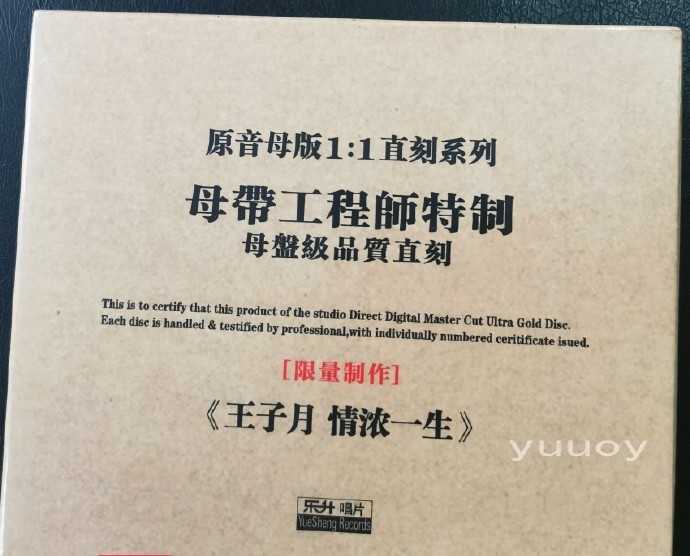 原音母版1:1直刻系列
母帶工程師特制
母盤級品質直刻
This is to certify that this product of the studio Direct Digital Master Cut Ultra Gold Disc.
Each disc is handled & testified by professional,with individually numbered ceritificate isued.
[限量制作]
《王子月 情浓一生》
yuuoy
乐升 唱片
YueSheng Records